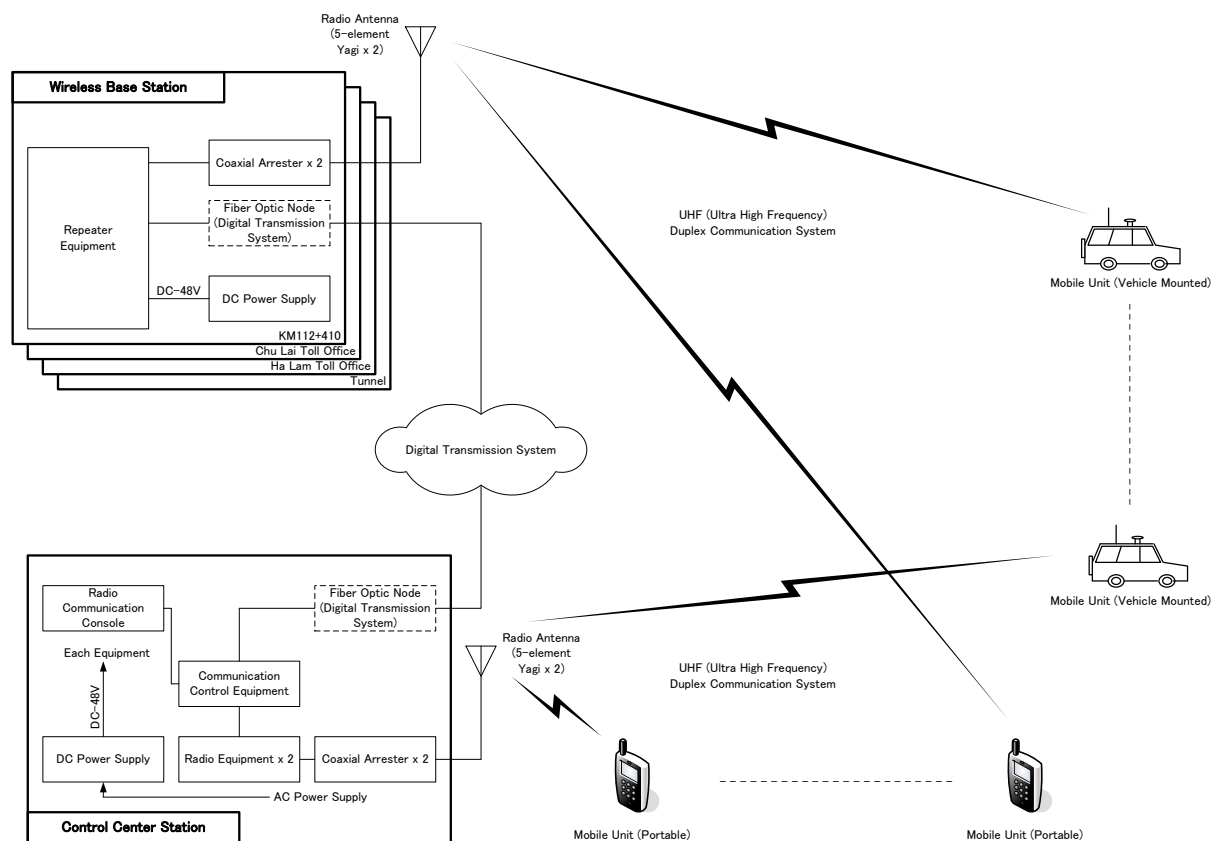 Radio Antenna
(5-element
Yagi x 2)
Wireless Base Station
Coaxial Arrester x 2
Repeater
Equipment
Fiber Optic Node
(Digital Transmission
System)
DC-48V
DC Power Supply
KM112+410
Chu Lai Toll Office
Ha Lam Toll Office
Tunnel
UHF (Ultra High Frequency)
Duplex Communication System
Mobile Unit (Vehicle Mounted)
Digital Transmission System
Mobile Unit (Vehicle Mounted)
Radio
Communication
Console
Fiber Optic Node
(Digital Transmission
System)
Each Equipment
Communication
Control Equipment
DC-48V
DC Power Supply
Radio Equipment x 2
Coaxial Arrester x 2
AC Power Supply
Control Center Station
Radio Antenna
(5-element
Yagi x 2)
UHF (Ultra High Frequency)
Duplex Communication System
Mobile Unit (Portable)
Mobile Unit (Portable)